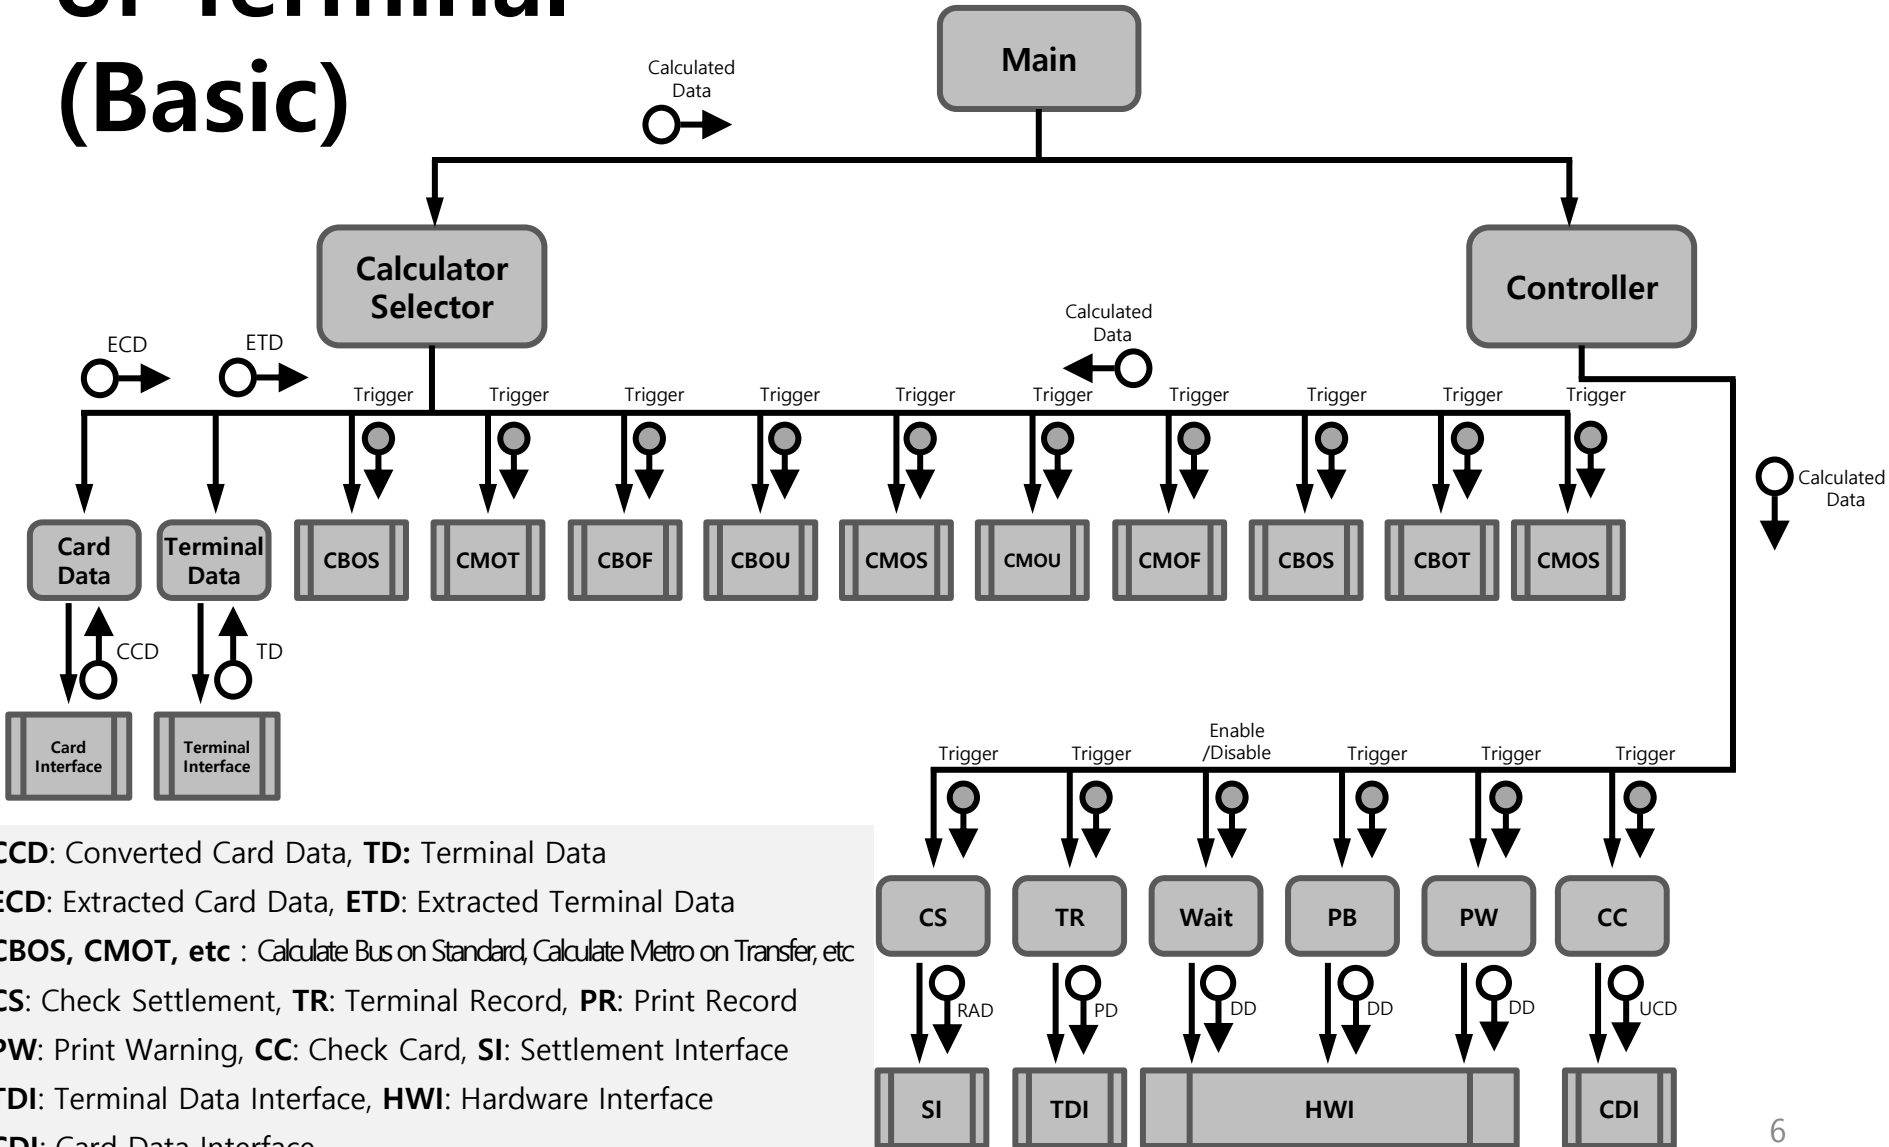 (Basic)
Main
Calculated
Data
Calculator
Selector
Controller
ECD
ETD
Calculated
Data
Trigger
Trigger
Trigger
Trigger
Trigger
Trigger
Trigger
Trigger
Trigger
Trigger
Calculated
Data
Card
Data
Terminal
Data
CBOS
CMOT
CBOF
CBOU
CMOS
CMOU
CMOF
CBOS
CBOT
CMOS
CCD
TD
Card
Interface
Terminal
Interface
Trigger
Trigger
Enable
/Disable
Trigger
Trigger
Trigger
CS
TR
Wait
PB
PW
CC
RAD
PD
DD
DD
DD
UCD
SI
TDI
HWI
CDI
CCD: Converted Card Data, TD: Terminal Data
ECD: Extracted Card Data, ETD: Extracted Terminal Data
CBOS, CMOT, etc : Calculate Bus on Standard, Calculate Metro on Transfer, etc
CS: Check Settlement, TR: Terminal Record, PR: Print Record
PW: Print Warning, CC: Check Card, SI: Settlement Interface
TDI: Terminal Data Interface, HWI: Hardware Interface
CDI: Card Data Interface
6